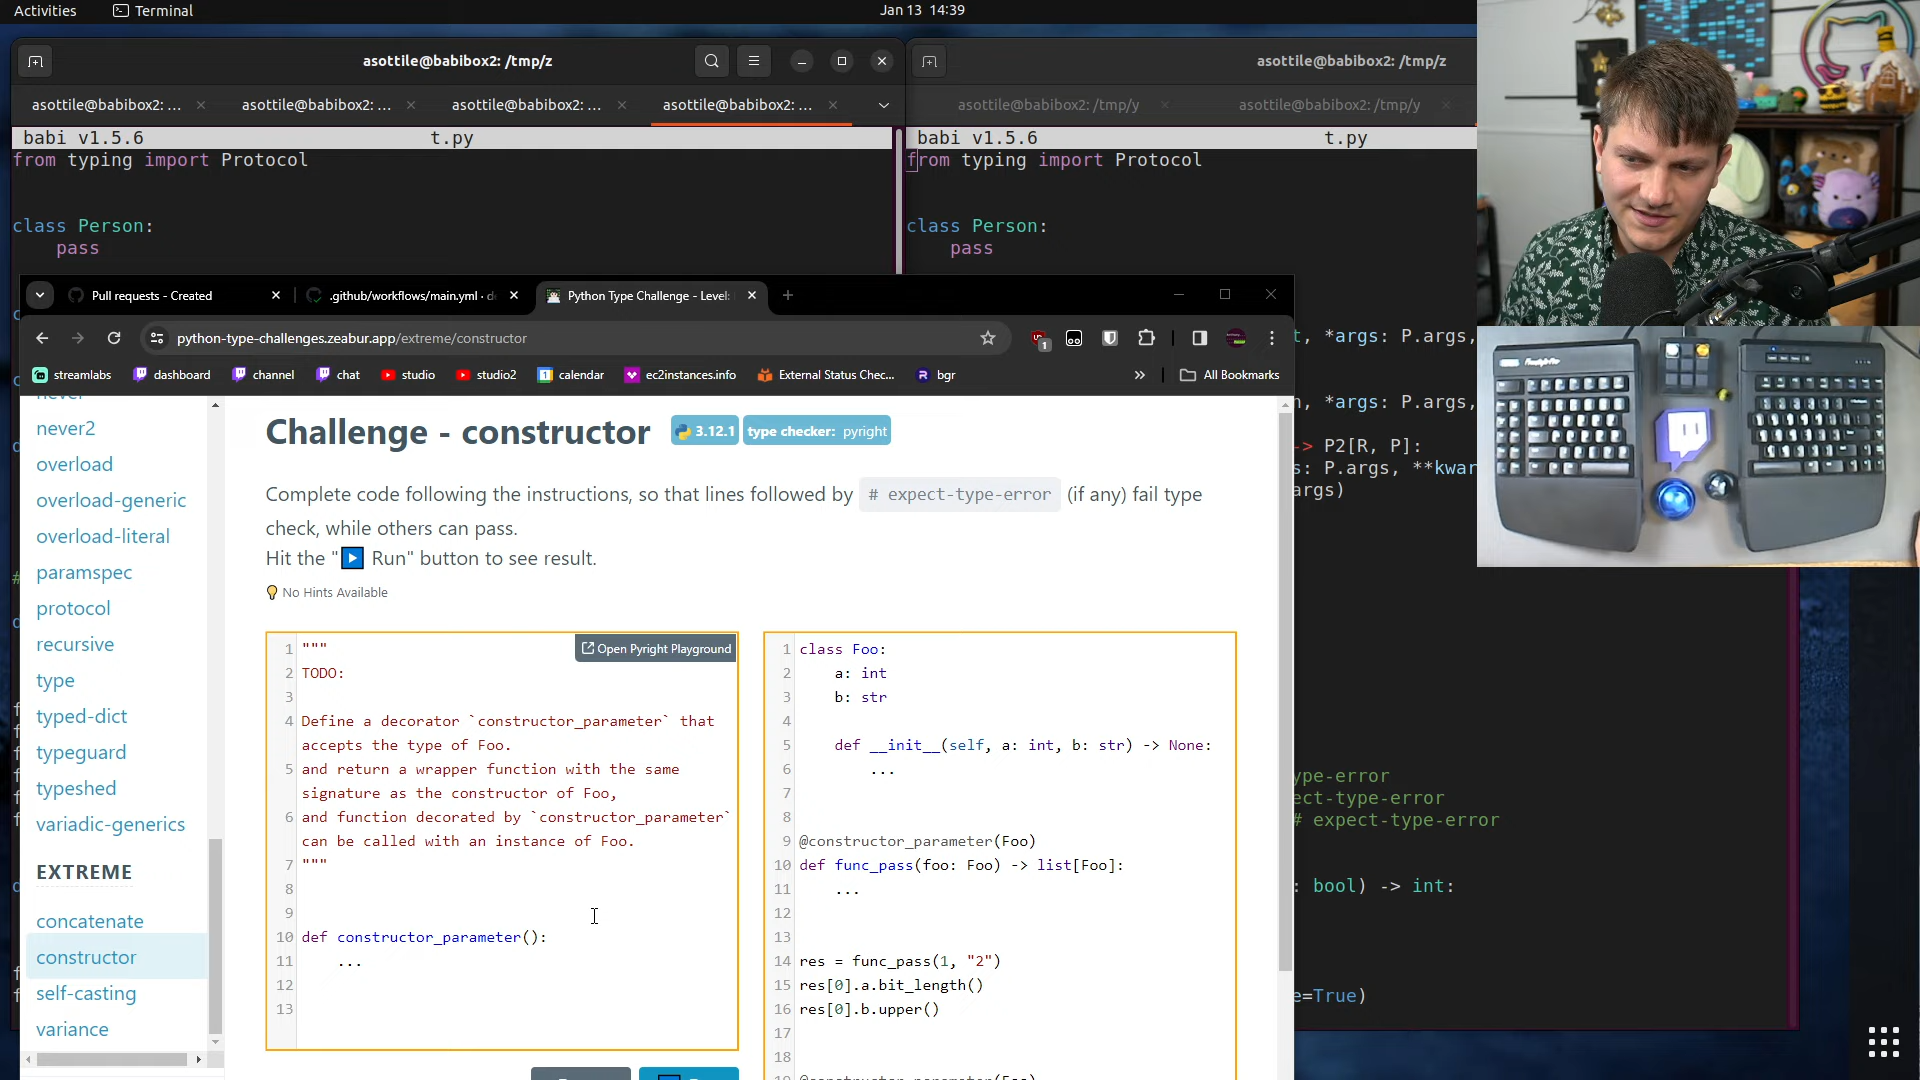 Activities
Terminal
Jan 13 14:39
asottile@babibox2: /tmp/z
asottile@babibox2: /tmp/z
asottile@babibox2: ...
asottile@babibox2: ...
asottile@babibox2: ...
asottile@babibox2: ...
asottile@babibox2: /tmp/y
asottile@babibox2: /tmp/y
babi v1.5.6 t.py
babi v1.5.6 t.py
from typing import Protocol
from typing import Protocol
class Person:
class Person:
pass
pass
Pull requests - Created
.github/workflows/main.yml · d
Python Type Challenge - Level:
python-type-challenges.zeabur.app/extreme/constructor
t, *args: P.args,
streamlabs
dashboard
channel
chat
studio
studio2
calendar
ec2instances.info
External Status Chec...
bgr
»
All Bookmarks
n, *args: P.args,
-> P2[R, P]:
s: P.args, **kwar
args)
never2
overload
overload-generic
overload-literal
paramspec
protocol
recursive
type
typed-dict
typeguard
typeshed
variadic-generics
EXTREME
concatenate
constructor
self-casting
variance
Challenge - constructor
3.12.1
type checker: pyright
Complete code following the instructions, so that lines followed by # expect-type-error (if any) fail type
check, while others can pass.
Hit the "▶ Run" button to see result.
No Hints Available
Open Pyright Playground
1 """
2 TODO:
3
4 Define a decorator `constructor_parameter` that
accepts the type of Foo.
5 and return a wrapper function with the same
signature as the constructor of Foo,
6 and function decorated by `constructor_parameter`
can be called with an instance of Foo.
7 """
8
9
10 def constructor_parameter():
11 ...
12
13
1 class Foo:
2 a: int
3 b: str
4
5 def __init__(self, a: int, b: str) -> None:
6 ...
7
8
9 @constructor_parameter(Foo)
10 def func_pass(foo: Foo) -> list[Foo]:
11 ...
12
13
14 res = func_pass(1, "2")
15 res[0].a.bit_length()
16 res[0].b.upper()
17
18
ype-error
ect-type-error
# expect-type-error
: bool) -> int:
e=True)